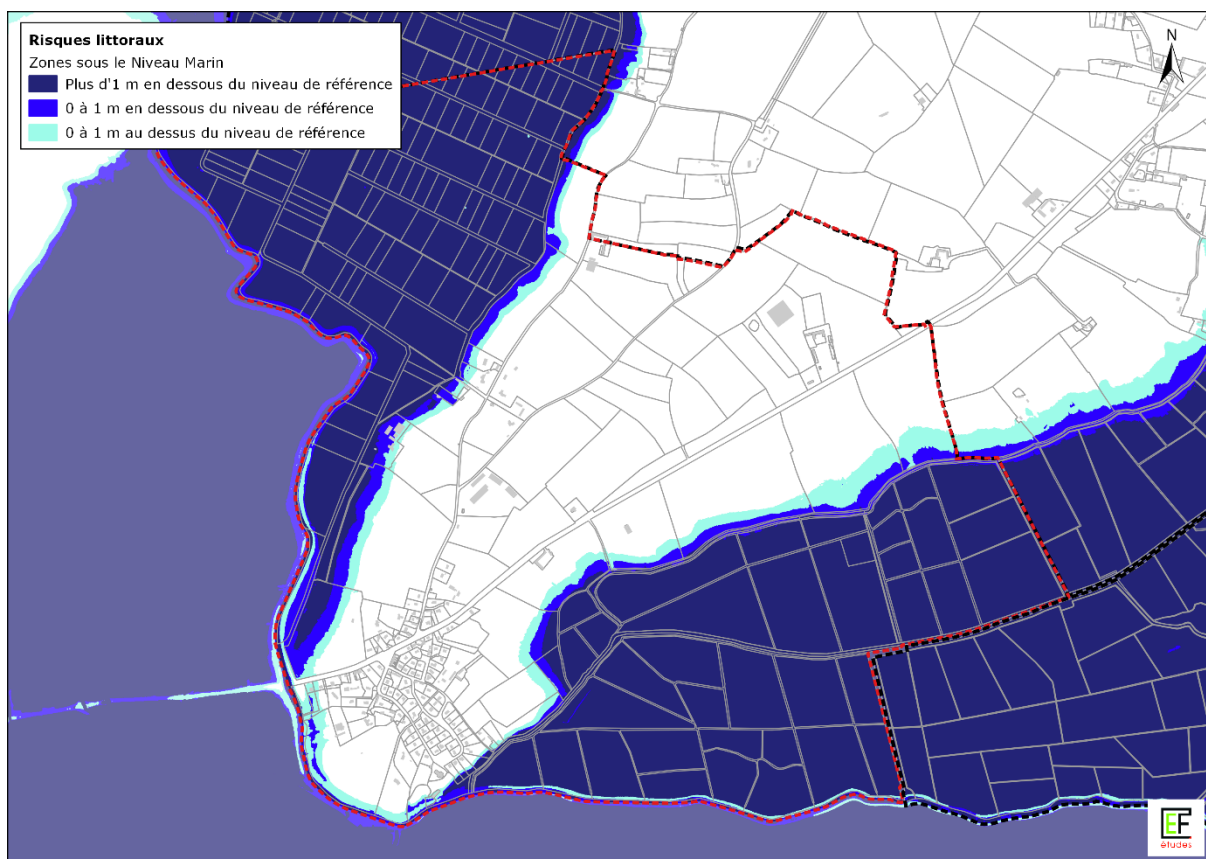 Risques littoraux
Zones sous le Niveau Marin
Plus d'1 m en dessous du niveau de référence
0 à 1 m en dessous du niveau de référence
0 à 1 m au dessus du niveau de référence
N
EF
études